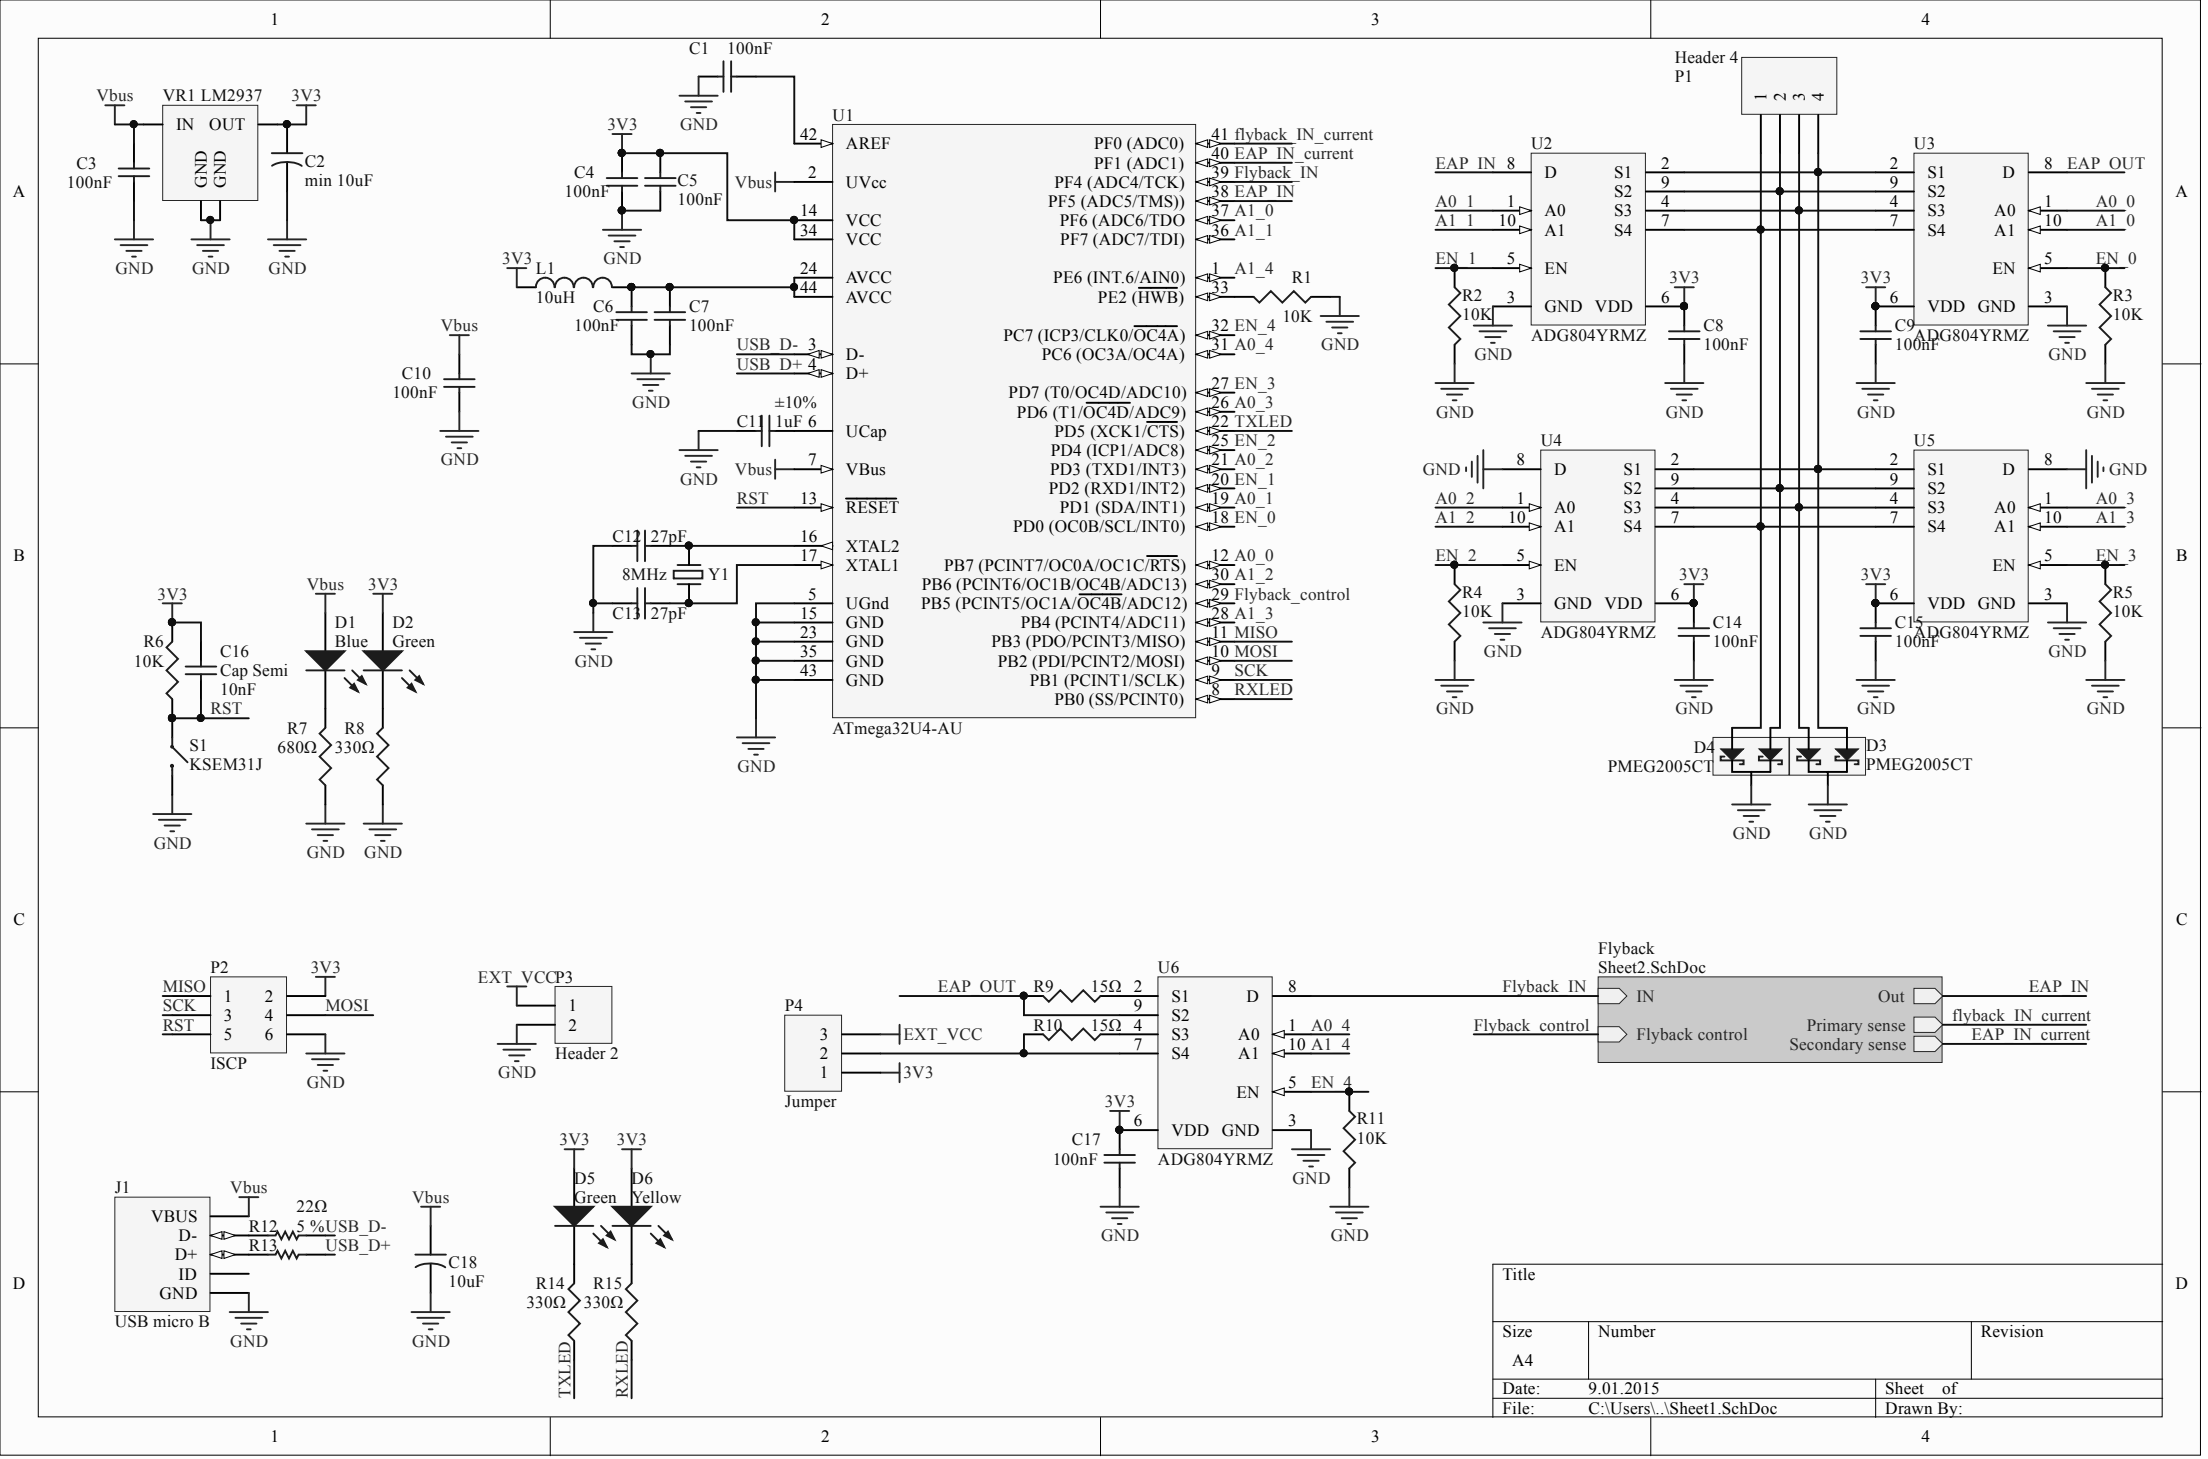 1 2 3 4
A
B
C
D
Vbus VR1 LM2937 3V3
IN OUT
GND
GND
C3
100nF
C2
min 10uF
GND GND GND
C1 100nF
GND
3V3
C4
100nF
C5
100nF
GND
3V3 L1
10uH
C6
100nF
C7
100nF
GND
Vbus
C10
100nF
GND
±10%
C11 1uF
GND
Vbus
Vbus
USB_D-
USB_D+
RST
C12 27pF
8MHz Y1
C13 27pF
GND
GND
U1
42 AREF
2 UVcc
14 VCC
34 VCC
24 AVCC
44 AVCC
3 D-
4 D+
6 UCap
7 VBus
13 RESET
16 XTAL2
17 XTAL1
5 UGnd
15 GND
23 GND
35 GND
43 GND
PF0 (ADC0) 41 flyback_IN_current
PF1 (ADC1) 40 EAP_IN_current
PF4 (ADC4/TCK) 39 Flyback_IN
PF5 (ADC5/TMS)) 38 EAP_IN
PF6 (ADC6/TDO 37 A1_0
PF7 (ADC7/TDI) 36 A1_1
PE6 (INT.6/AIN0) 1 A1_4
PE2 (HWB) 33
R1
10K
GND
PC7 (ICP3/CLK0/OC4A) 32 EN_4
PC6 (OC3A/OC4A) 31 A0_4
PD7 (T0/OC4D/ADC10) 27 EN_3
PD6 (T1/OC4D/ADC9) 26 A0_3
PD5 (XCK1/CTS) 22 TXLED
PD4 (ICP1/ADC8) 25 EN_2
PD3 (TXD1/INT3) 21 A0_2
PD2 (RXD1/INT2) 20 EN_1
PD1 (SDA/INT1) 19 A0_1
PD0 (OC0B/SCL/INT0) 18 EN_0
PB7 (PCINT7/OC0A/OC1C/RTS) 12 A0_0
PB6 (PCINT6/OC1B/OC4B/ADC13) 30 A1_2
PB5 (PCINT5/OC1A/OC4B/ADC12) 29 Flyback_control
PB4 (PCINT4/ADC11) 28 A1_3
PB3 (PDO/PCINT3/MISO) 11 MISO
PB2 (PDI/PCINT2/MOSI) 10 MOSI
PB1 (PCINT1/SCLK) 9 SCK
PB0 (SS/PCINT0) 8 RXLED
ATmega32U4-AU
Header 4
P1
1 2 3 4
U2
EAP_IN 8 D S1 2
S2 9
A0_1 1 A0 S3 4
A1_1 10 A1 S4 7
EN_1 5 EN
3 GND VDD 6 3V3
ADG804YRMZ
R2
10K
GND
GND
C8
100nF
GND
U3
2 S1 D 8 EAP_OUT
9 S2
4 S3 A0 1 A0_0
7 S4 A1 10 A1_0
EN 5 EN_0
3V3 6 VDD GND 3
ADG804YRMZ
C9
100nF
GND
GND
R3
10K
GND
U4
GND 8 D S1 2
S2 9
A0_2 1 A0 S3 4
A1_2 10 A1 S4 7
EN_2 5 EN
3 GND VDD 6 3V3
ADG804YRMZ
R4
10K
GND
GND
C14
100nF
GND
U5
2 S1 D 8 GND
9 S2
4 S3 A0 1 A0_3
7 S4 A1 10 A1_3
EN 5 EN_3
3V3 6 VDD GND 3
ADG804YRMZ
C15
100nF
GND
GND
R5
10K
GND
D4
PMEG2005CT
D3
PMEG2005CT
GND GND
3V3
R6
10K
C16
Cap Semi
10nF
RST
S1
KSEM31J
GND
Vbus 3V3
D1
Blue
D2
Green
R7
680Ω
R8
330Ω
GND GND
P2
MISO 1 2 3V3
SCK 3 4 MOSI
RST 5 6
ISCP
GND
EXT_VCC P3
1
2
Header 2
GND
P4
3 EXT_VCC
2
1 3V3
Jumper
U6
EAP_OUT R9 15Ω 2 S1 D 8
9 S2
R10 15Ω 4 S3 A0 1 A0_4
7 S4 A1 10 A1_4
EN 5 EN_4
3V3 6 VDD GND 3
ADG804YRMZ
C17
100nF
GND
GND
R11
10K
GND
Flyback
Sheet2.SchDoc
Flyback_IN IN Out EAP_IN
Flyback_control Flyback control
Primary sense flyback_IN_current
Secondary sense EAP_IN_current
J1
VBUS Vbus
D- R12 22Ω 5 % USB_D-
D+ R13 USB_D+
ID
GND
USB micro B
GND
Vbus
C18
10uF
GND
3V3 3V3
D5
Green
D6
Yellow
R14
330Ω
R15
330Ω
TXLED
RXLED
Title
Size Number Revision
A4
Date: 9.01.2015 Sheet of
File: C:\Users\..\Sheet1.SchDoc Drawn By:
A
B
C
D
1 2 3 4